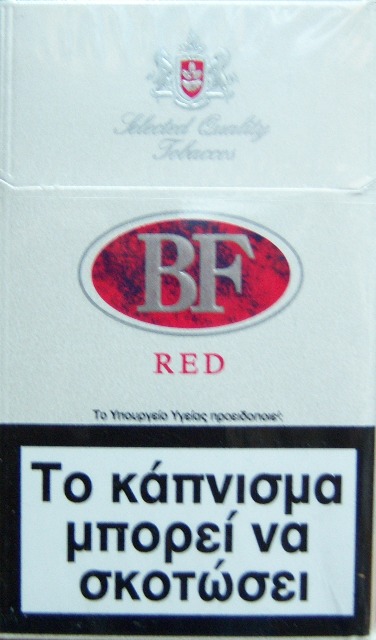 Selected Quality
Tobaccos
BF
RED
Το Υπουργείο Υγείας προειδοποιεί:
Το κάπνισμα
μπορεί να
σκοτώσει